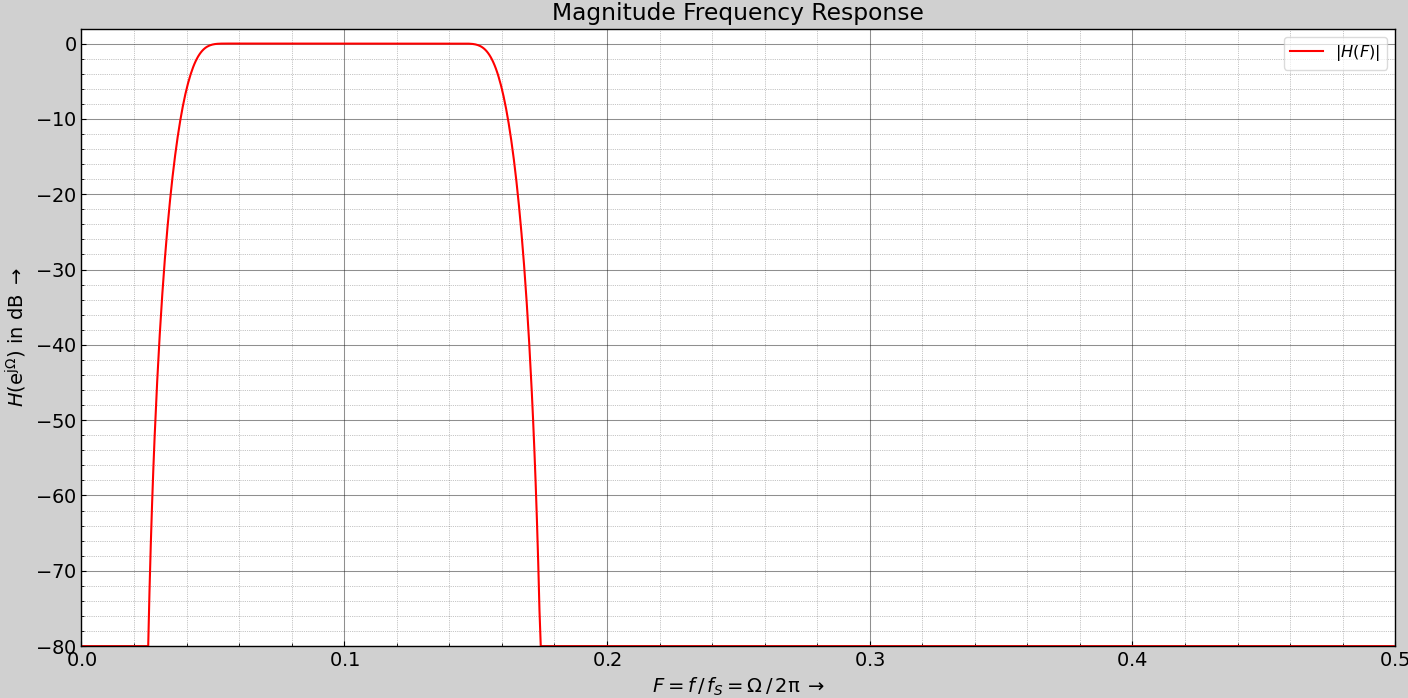 Magnitude Frequency Response
|H(F)|
0
−10
−20
−30
−40
−50
−60
−70
−80
H(e^jΩ) in dB →
0.0 0.1 0.2 0.3 0.4 0.5
F = f / f_S = Ω / 2π →